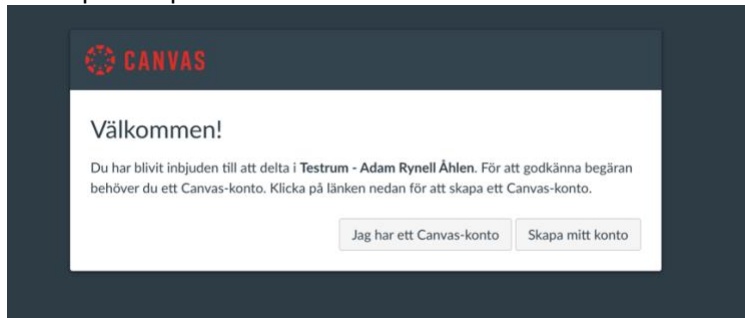 CANVAS
Välkommen!
Du har blivit inbjuden till att delta i Testrum - Adam Rynell Åhlen. För att godkänna begäran
behöver du ett Canvas-konto. Klicka på länken nedan för att skapa ett Canvas-konto.
Jag har ett Canvas-konto Skapa mitt konto